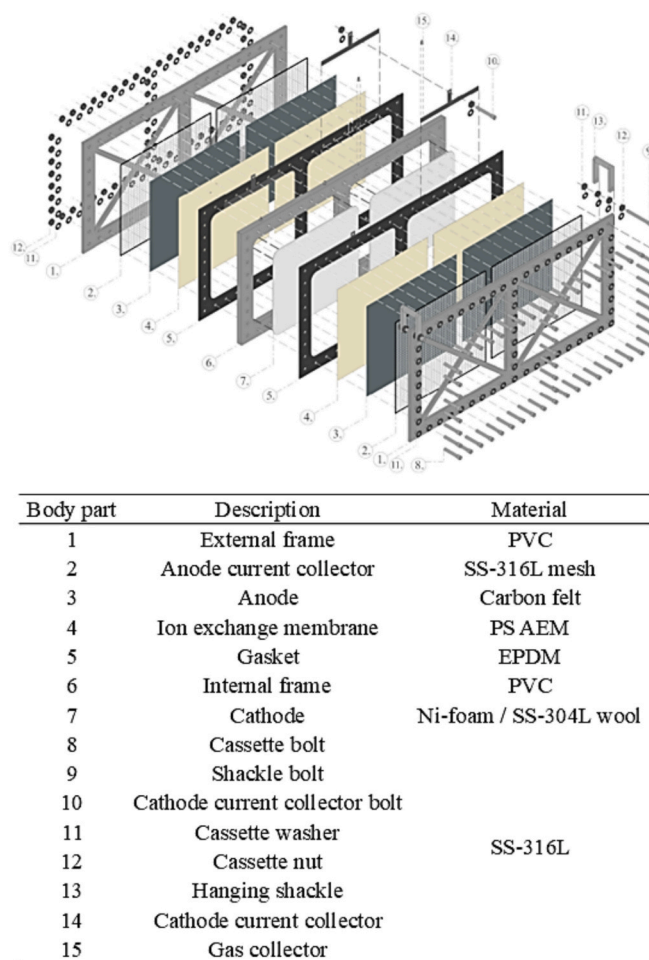 15.
14.
10.
11.
13.
12.
9
12.
11.
1.
2.
3.
4.
5.
6.
7.
5.
4.
3.
2.
1.
11.
8.
Body part Description Material
1 External frame PVC
2 Anode current collector SS-316L mesh
3 Anode Carbon felt
4 Ion exchange membrane PS AEM
5 Gasket EPDM
6 Internal frame PVC
7 Cathode Ni-foam / SS-304L wool
8 Cassette bolt
9 Shackle bolt
10 Cathode current collector bolt
11 Cassette washer
SS-316L
12 Cassette nut
13 Hanging shackle
14 Cathode current collector
15 Gas collector